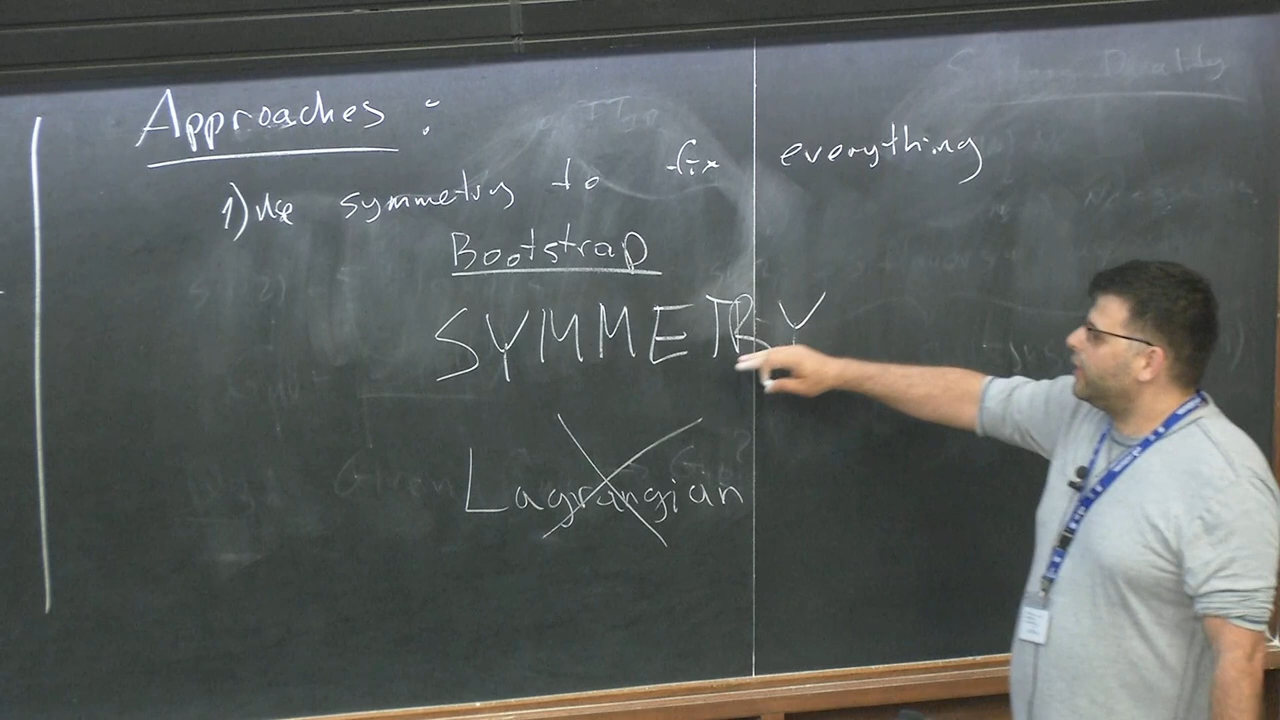 Approaches :
1) Use symmetry to fix everything
Bootstrap
SYMMETRY
Lagrangian